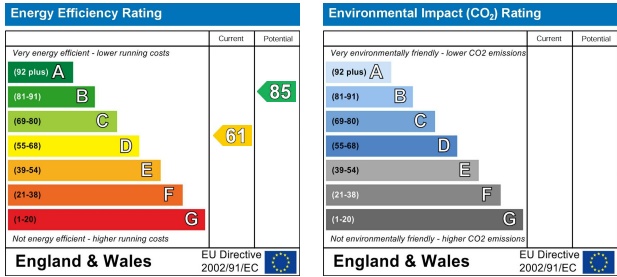 Energy Efficiency Rating
Current Potential
Very energy efficient - lower running costs
(92 plus) A
(81-91) B
85
(69-80) C
(55-68) D
61
(39-54) E
(21-38) F
(1-20) G
Not energy efficient - higher running costs
England & Wales
EU Directive
2002/91/EC
Environmental Impact (CO2) Rating
Current Potential
Very environmentally friendly - lower CO2 emissions
(92 plus) A
(81-91) B
(69-80) C
(55-68) D
(39-54) E
(21-38) F
(1-20) G
Not environmentally friendly - higher CO2 emissions
England & Wales
EU Directive
2002/91/EC